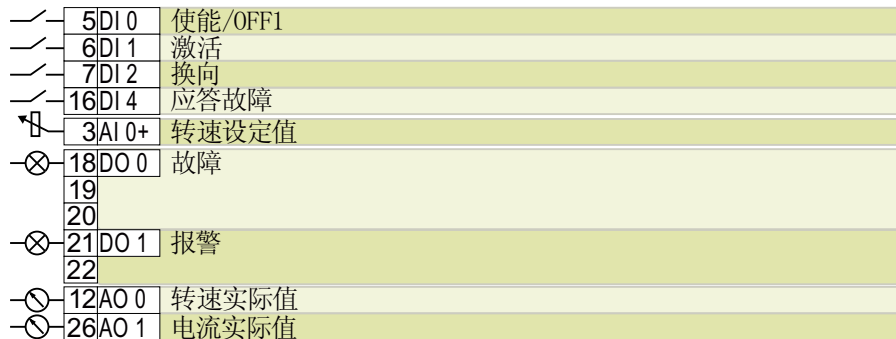 5 DI 0 使能/OFF1
6 DI 1 激活
7 DI 2 换向
16 DI 4 应答故障
3 AI 0+ 转速设定值
18 DO 0 故障
19
20
21 DO 1 报警
22
12 AO 0 转速实际值
26 AO 1 电流实际值